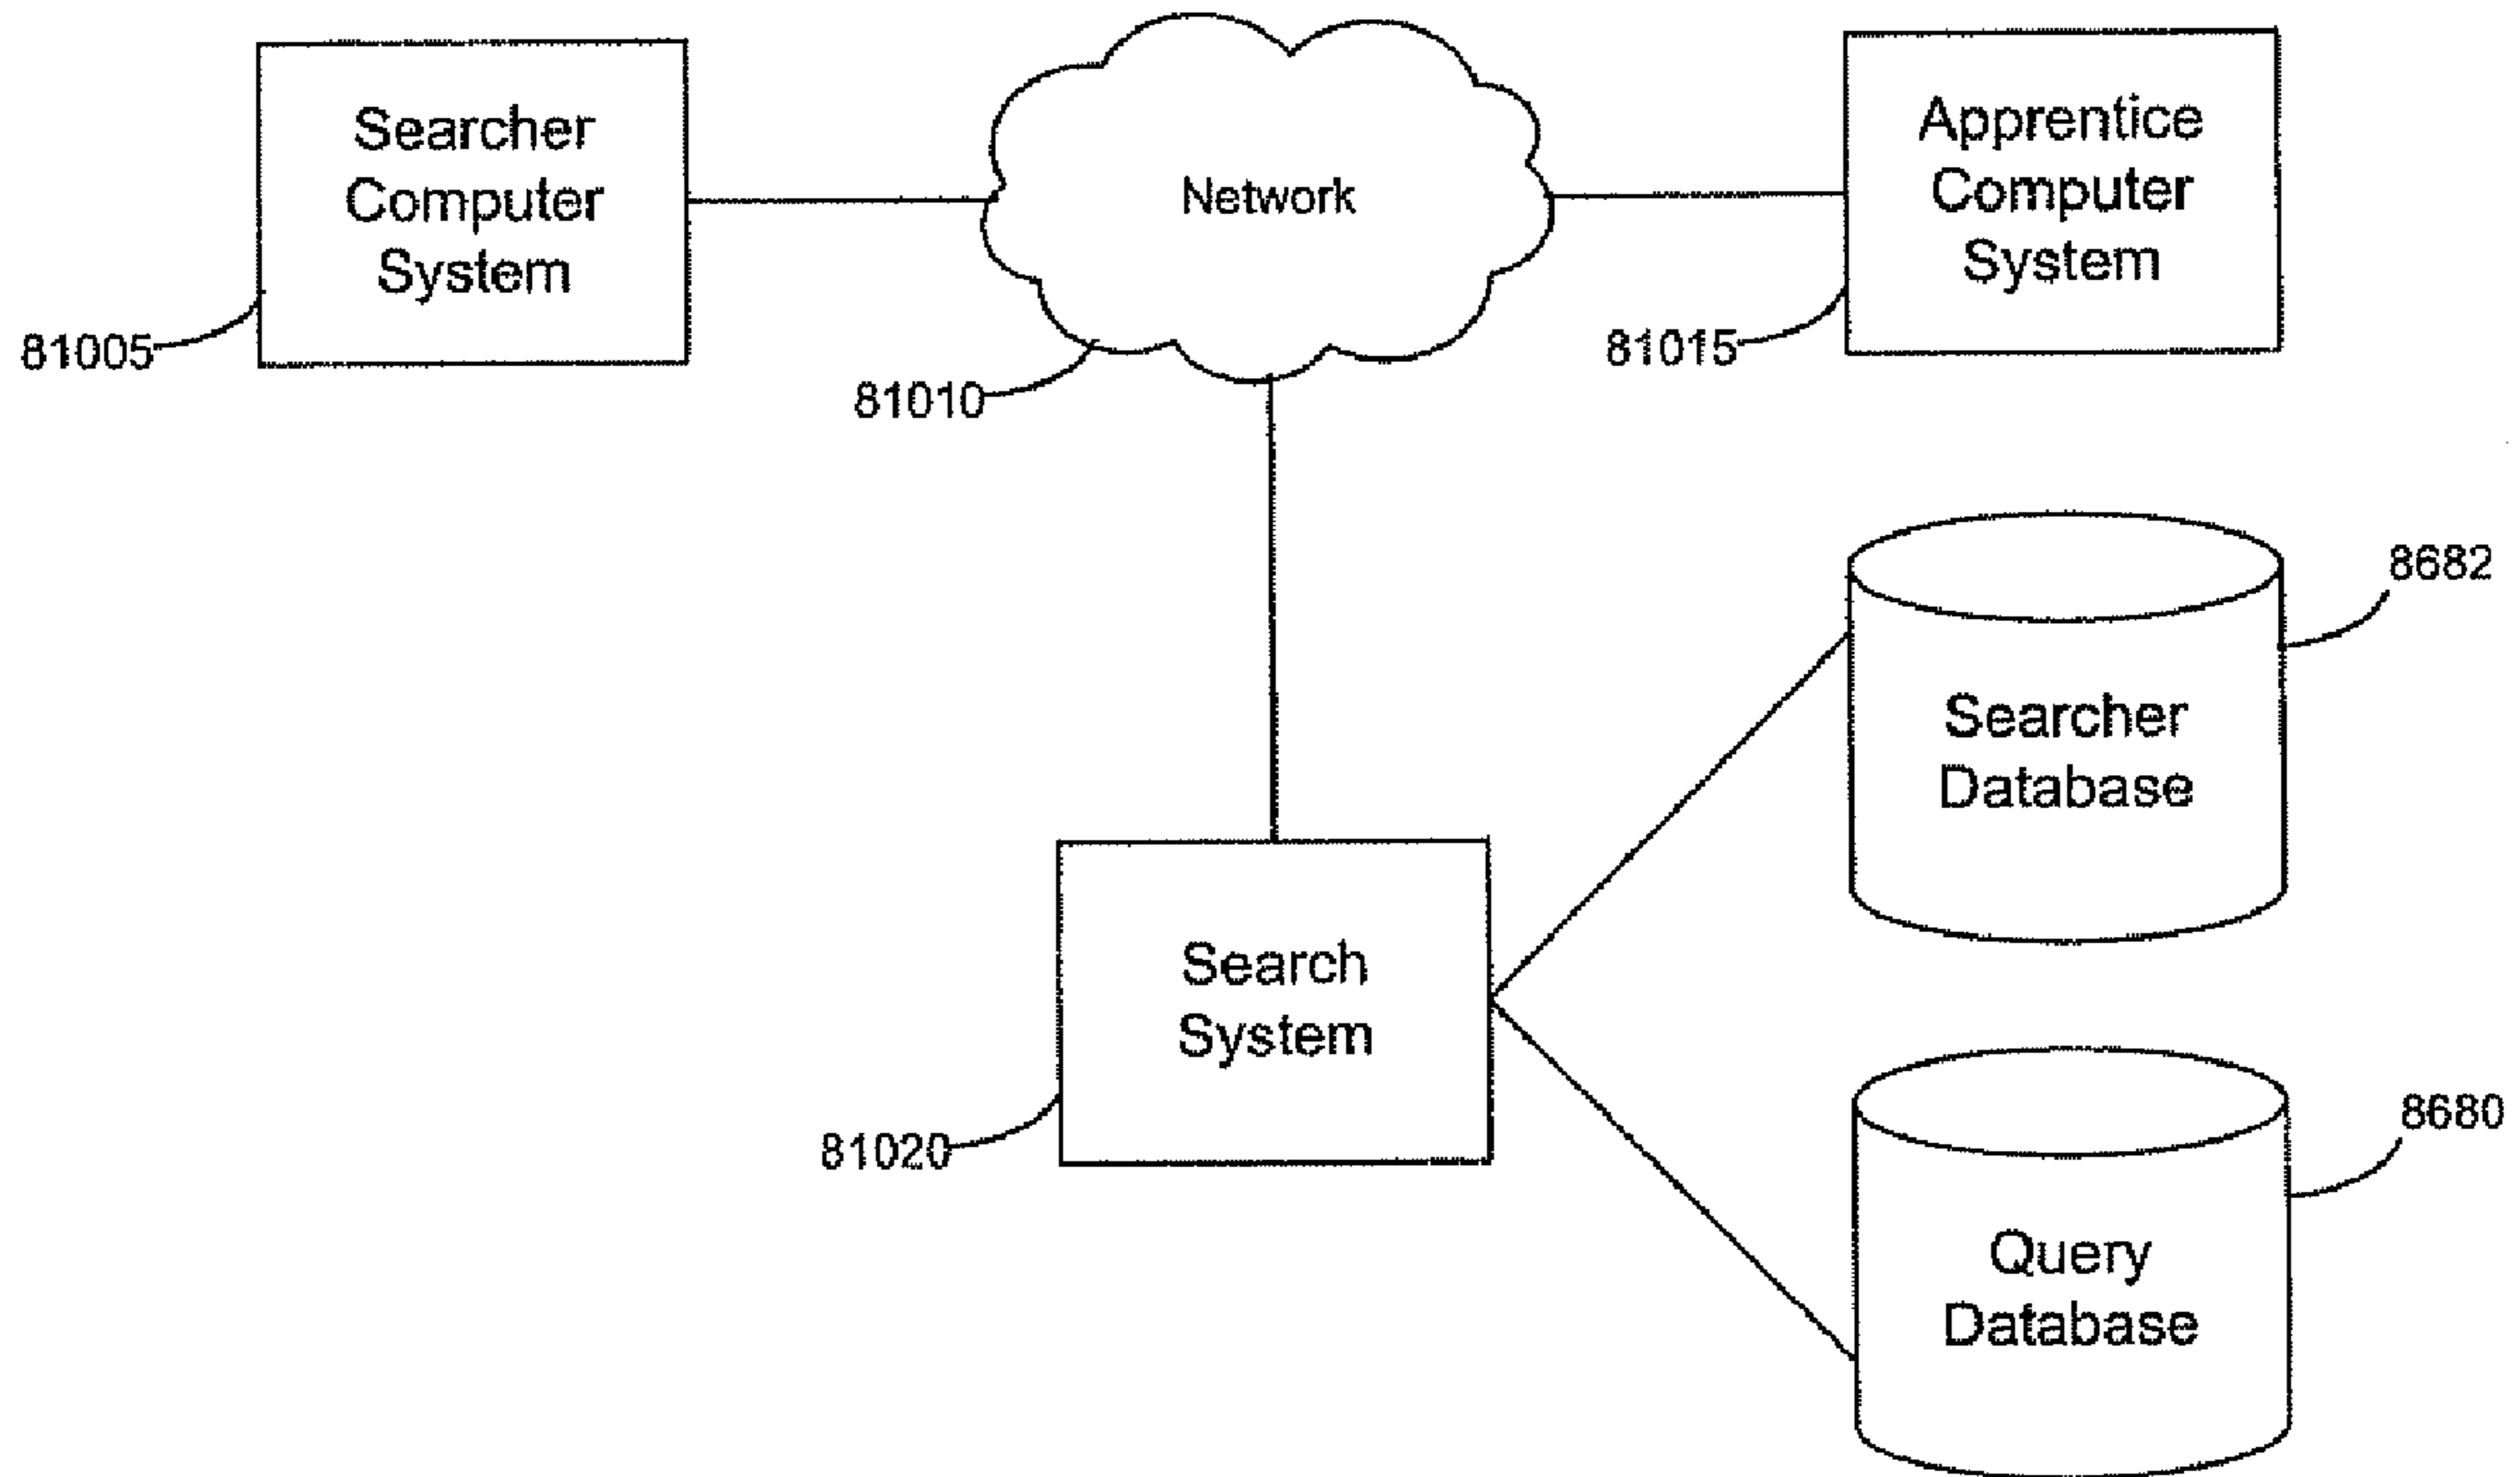 Searcher
Computer
System
81005
Network
81010
Apprentice
Computer
System
81015
8682
Searcher
Database
Search
System
81020
8680
Query
Database